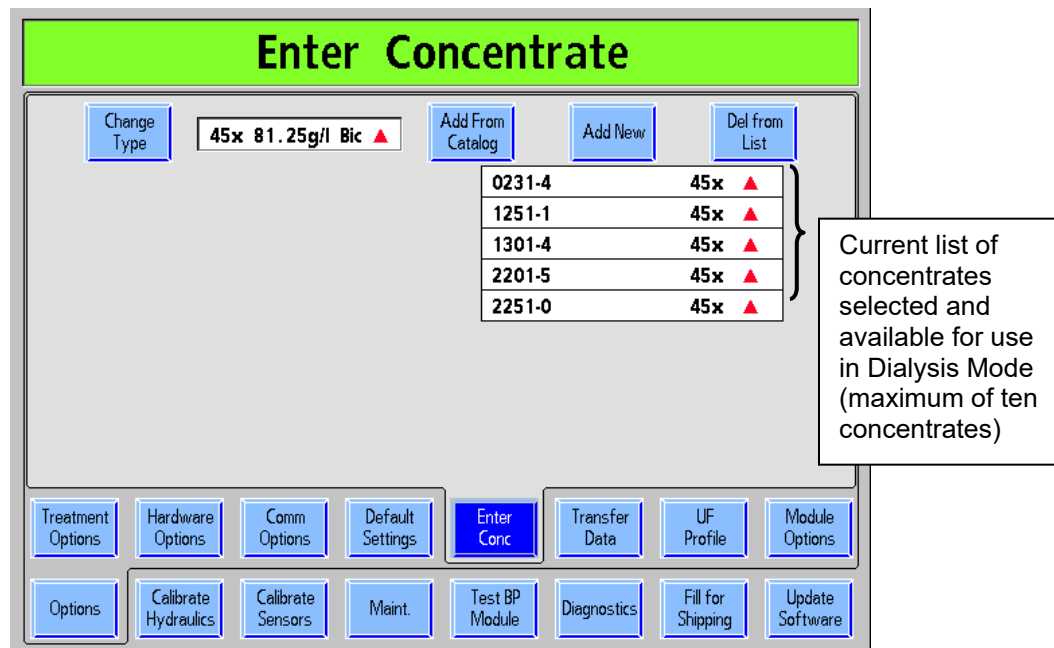 Enter Concentrate
Change
Type
45x 81.25g/l Bic
Add From
Catalog
Add New
Del from
List
0231-4 45x
1251-1 45x
1301-4 45x
2201-5 45x
2251-0 45x
Current list of
concentrates
selected and
available for use
in Dialysis Mode
(maximum of ten
concentrates)
Treatment
Options
Hardware
Options
Comm
Options
Default
Settings
Enter
Conc
Transfer
Data
UF
Profile
Module
Options
Options
Calibrate
Hydraulics
Calibrate
Sensors
Maint.
Test BP
Module
Diagnostics
Fill for
Shipping
Update
Software